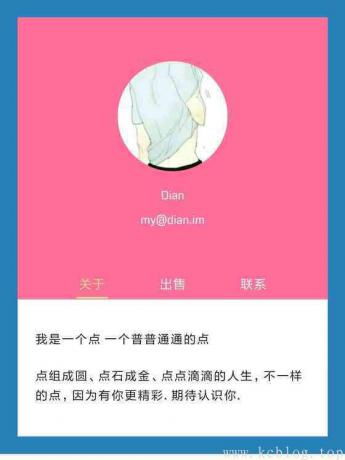 Dian
my@dian.im
关于 出售 联系
我是一个点 一个普普通通的点
点组成圆、点石成金、点点滴滴的人生, 不一样
的点, 因为有你更精彩. 期待认识你.
www.kcblog.top